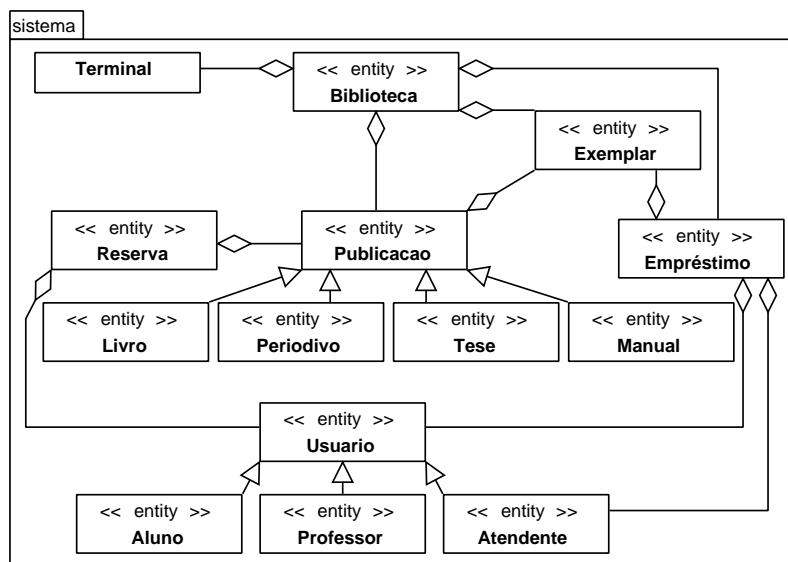 sistema
Terminal
<< entity >>
Biblioteca
<< entity >>
Exemplar
<< entity >>
Reserva
<< entity >>
Publicacao
<< entity >>
Empréstimo
<< entity >>
Livro
<< entity >>
Periodivo
<< entity >>
Tese
<< entity >>
Manual
<< entity >>
Usuario
<< entity >>
Aluno
<< entity >>
Professor
<< entity >>
Atendente